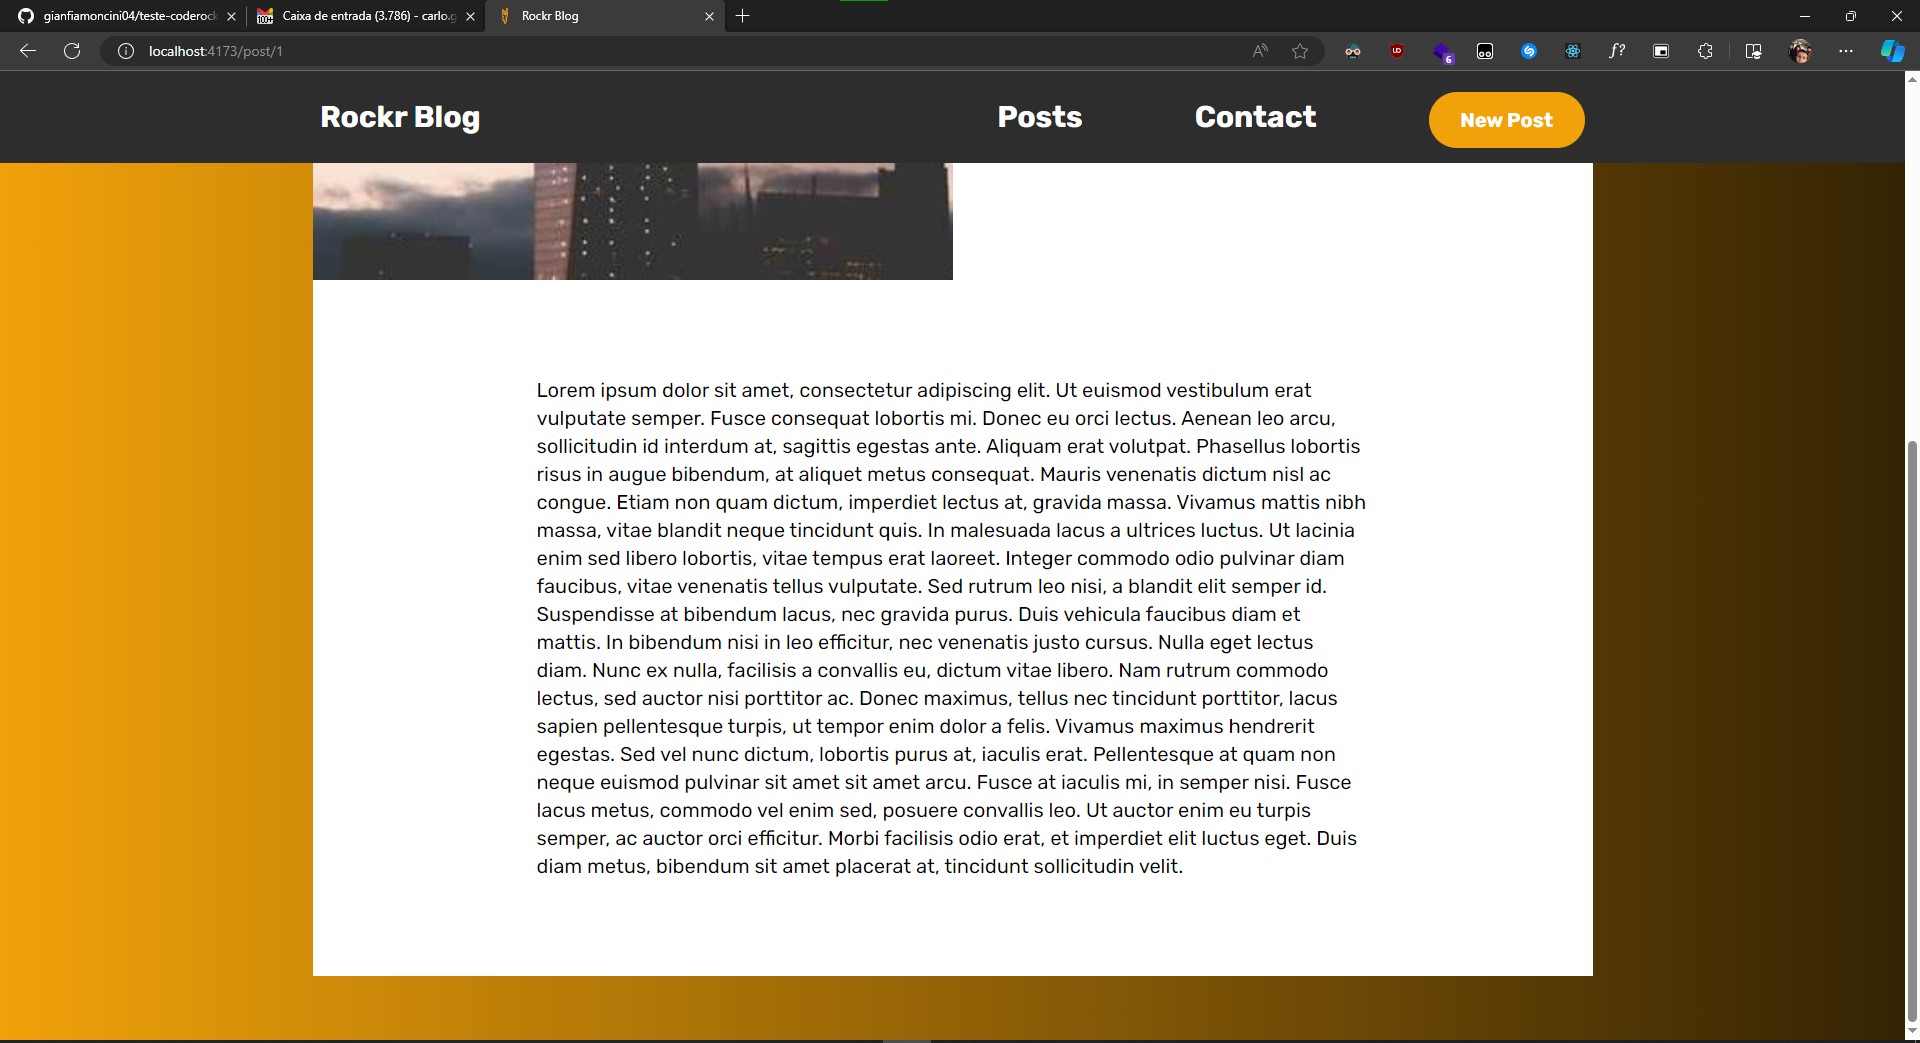 gianfiamoncini04/teste-coderock
Caixa de entrada (3.786) - carlo.g
Rockr Blog
localhost:4173/post/1
6
Rockr Blog
Posts
Contact
New Post
Lorem ipsum dolor sit amet, consectetur adipiscing elit. Ut euismod vestibulum erat
vulputate semper. Fusce consequat lobortis mi. Donec eu orci lectus. Aenean leo arcu,
sollicitudin id interdum at, sagittis egestas ante. Aliquam erat volutpat. Phasellus lobortis
risus in augue bibendum, at aliquet metus consequat. Mauris venenatis dictum nisl ac
congue. Etiam non quam dictum, imperdiet lectus at, gravida massa. Vivamus mattis nibh
massa, vitae blandit neque tincidunt quis. In malesuada lacus a ultrices luctus. Ut lacinia
enim sed libero lobortis, vitae tempus erat laoreet. Integer commodo odio pulvinar diam
faucibus, vitae venenatis tellus vulputate. Sed rutrum leo nisi, a blandit elit semper id.
Suspendisse at bibendum lacus, nec gravida purus. Duis vehicula faucibus diam et
mattis. In bibendum nisi in leo efficitur, nec venenatis justo cursus. Nulla eget lectus
diam. Nunc ex nulla, facilisis a convallis eu, dictum vitae libero. Nam rutrum commodo
lectus, sed auctor nisi porttitor ac. Donec maximus, tellus nec tincidunt porttitor, lacus
sapien pellentesque turpis, ut tempor enim dolor a felis. Vivamus maximus hendrerit
egestas. Sed vel nunc dictum, lobortis purus at, iaculis erat. Pellentesque at quam non
neque euismod pulvinar sit amet sit amet arcu. Fusce at iaculis mi, in semper nisi. Fusce
lacus metus, commodo vel enim sed, posuere convallis leo. Ut auctor enim eu turpis
semper, ac auctor orci efficitur. Morbi facilisis odio erat, et imperdiet elit luctus eget. Duis
diam metus, bibendum sit amet placerat at, tincidunt sollicitudin velit.